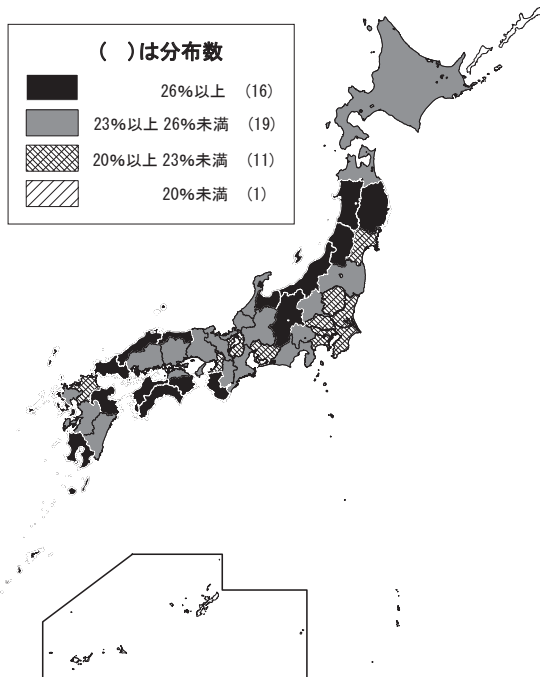 (　)は分布数
26%以上　(16)
23%以上 26%未満　(19)
20%以上 23%未満　(11)
20%未満　(1)